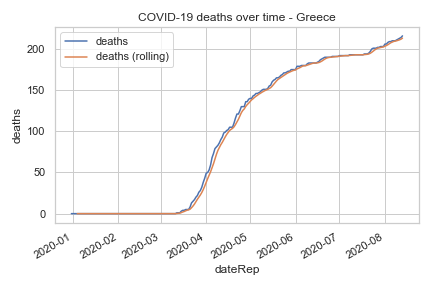 COVID-19 deaths over time - Greece
deaths
deaths (rolling)
deaths
200
150
100
50
0
2020-01
2020-02
2020-03
2020-04
2020-05
2020-06
2020-07
2020-08
dateRep